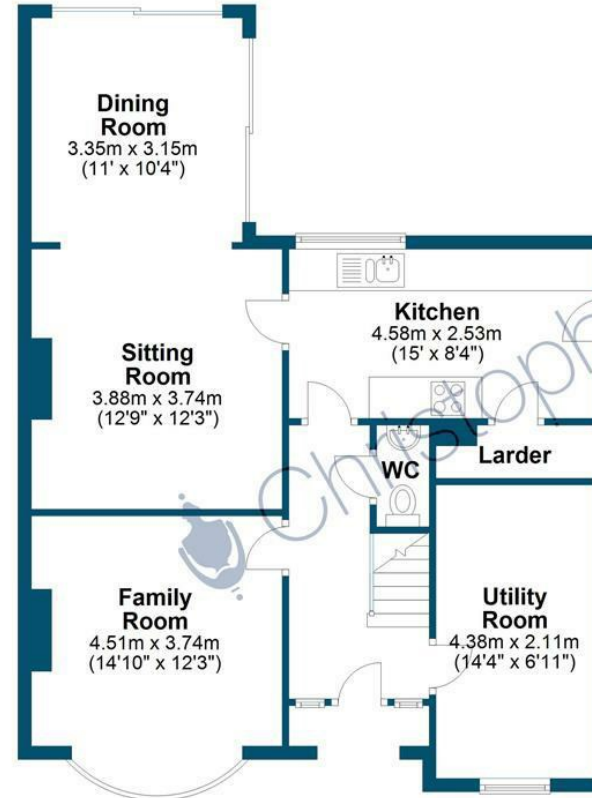 Dining
Room
3.35m x 3.15m
(11' x 10'4")
Kitchen
4.58m x 2.53m
(15' x 8'4")
Sitting
Room
3.88m x 3.74m
(12'9" x 12'3")
WC
Larder
Christoph
Family
Room
4.51m x 3.74m
(14'10" x 12'3")
Utility
Room
4.38m x 2.11m
(14'4" x 6'11")